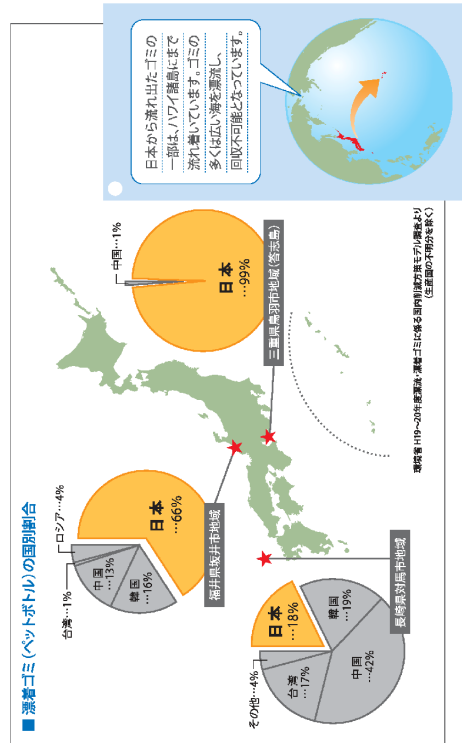 ■ 漂着ゴミ（ペットボトル）の国別割合
台湾…1%
ロシア…4%
中国
…13%
韓国
…16%
日本
…66%
福井県坂井市地域
中国…1%
日本
…99%
三重県鳥羽市地域（答志島）
その他…4%
台湾
…17%
中国
…42%
韓国
…19%
日本
…18%
長崎県対馬市地域
日本から流れ出たゴミの
一部は、ハワイ諸島にまで
流れ着いています。ゴミの
多くは広い海を漂流し、
回収不可能となっています。
環境省 H19〜20年度漂流・漂着ゴミに係る国内削減方策モデル調査より
（生産国の不明分を除く）